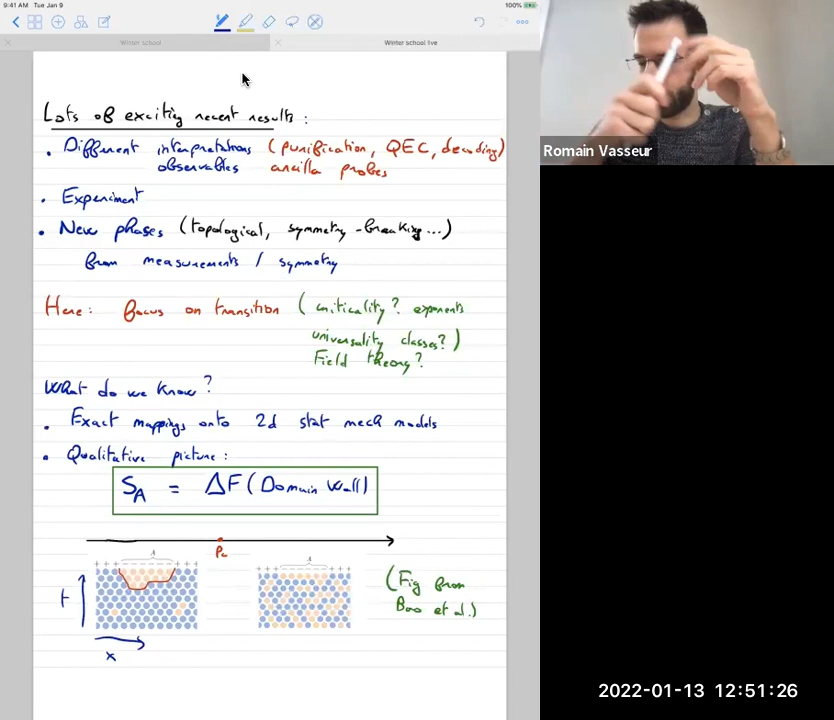 9:41 AM Tue Jan 9
100%
Winter school
Winter school live
Lots of exciting recent results :
• Different interpretations (purification, QEC, decoding)
observables ancilla probes
• Experiment
• New phases (topological, symmetry-breaking...)
from measurements / symmetry
Here: focus on transition (criticality? exponents
universality classes?)
Field theory?
What do we know?
• Exact mappings onto 2d stat mech models
• Qualitative picture:
S_A = ΔF(Domain Wall)
Pc
A
A
+ + + + + +
+ + + + + +
t
x
(Fig from
Bao et al.)
Romain Vasseur
2022-01-13 12:51:26